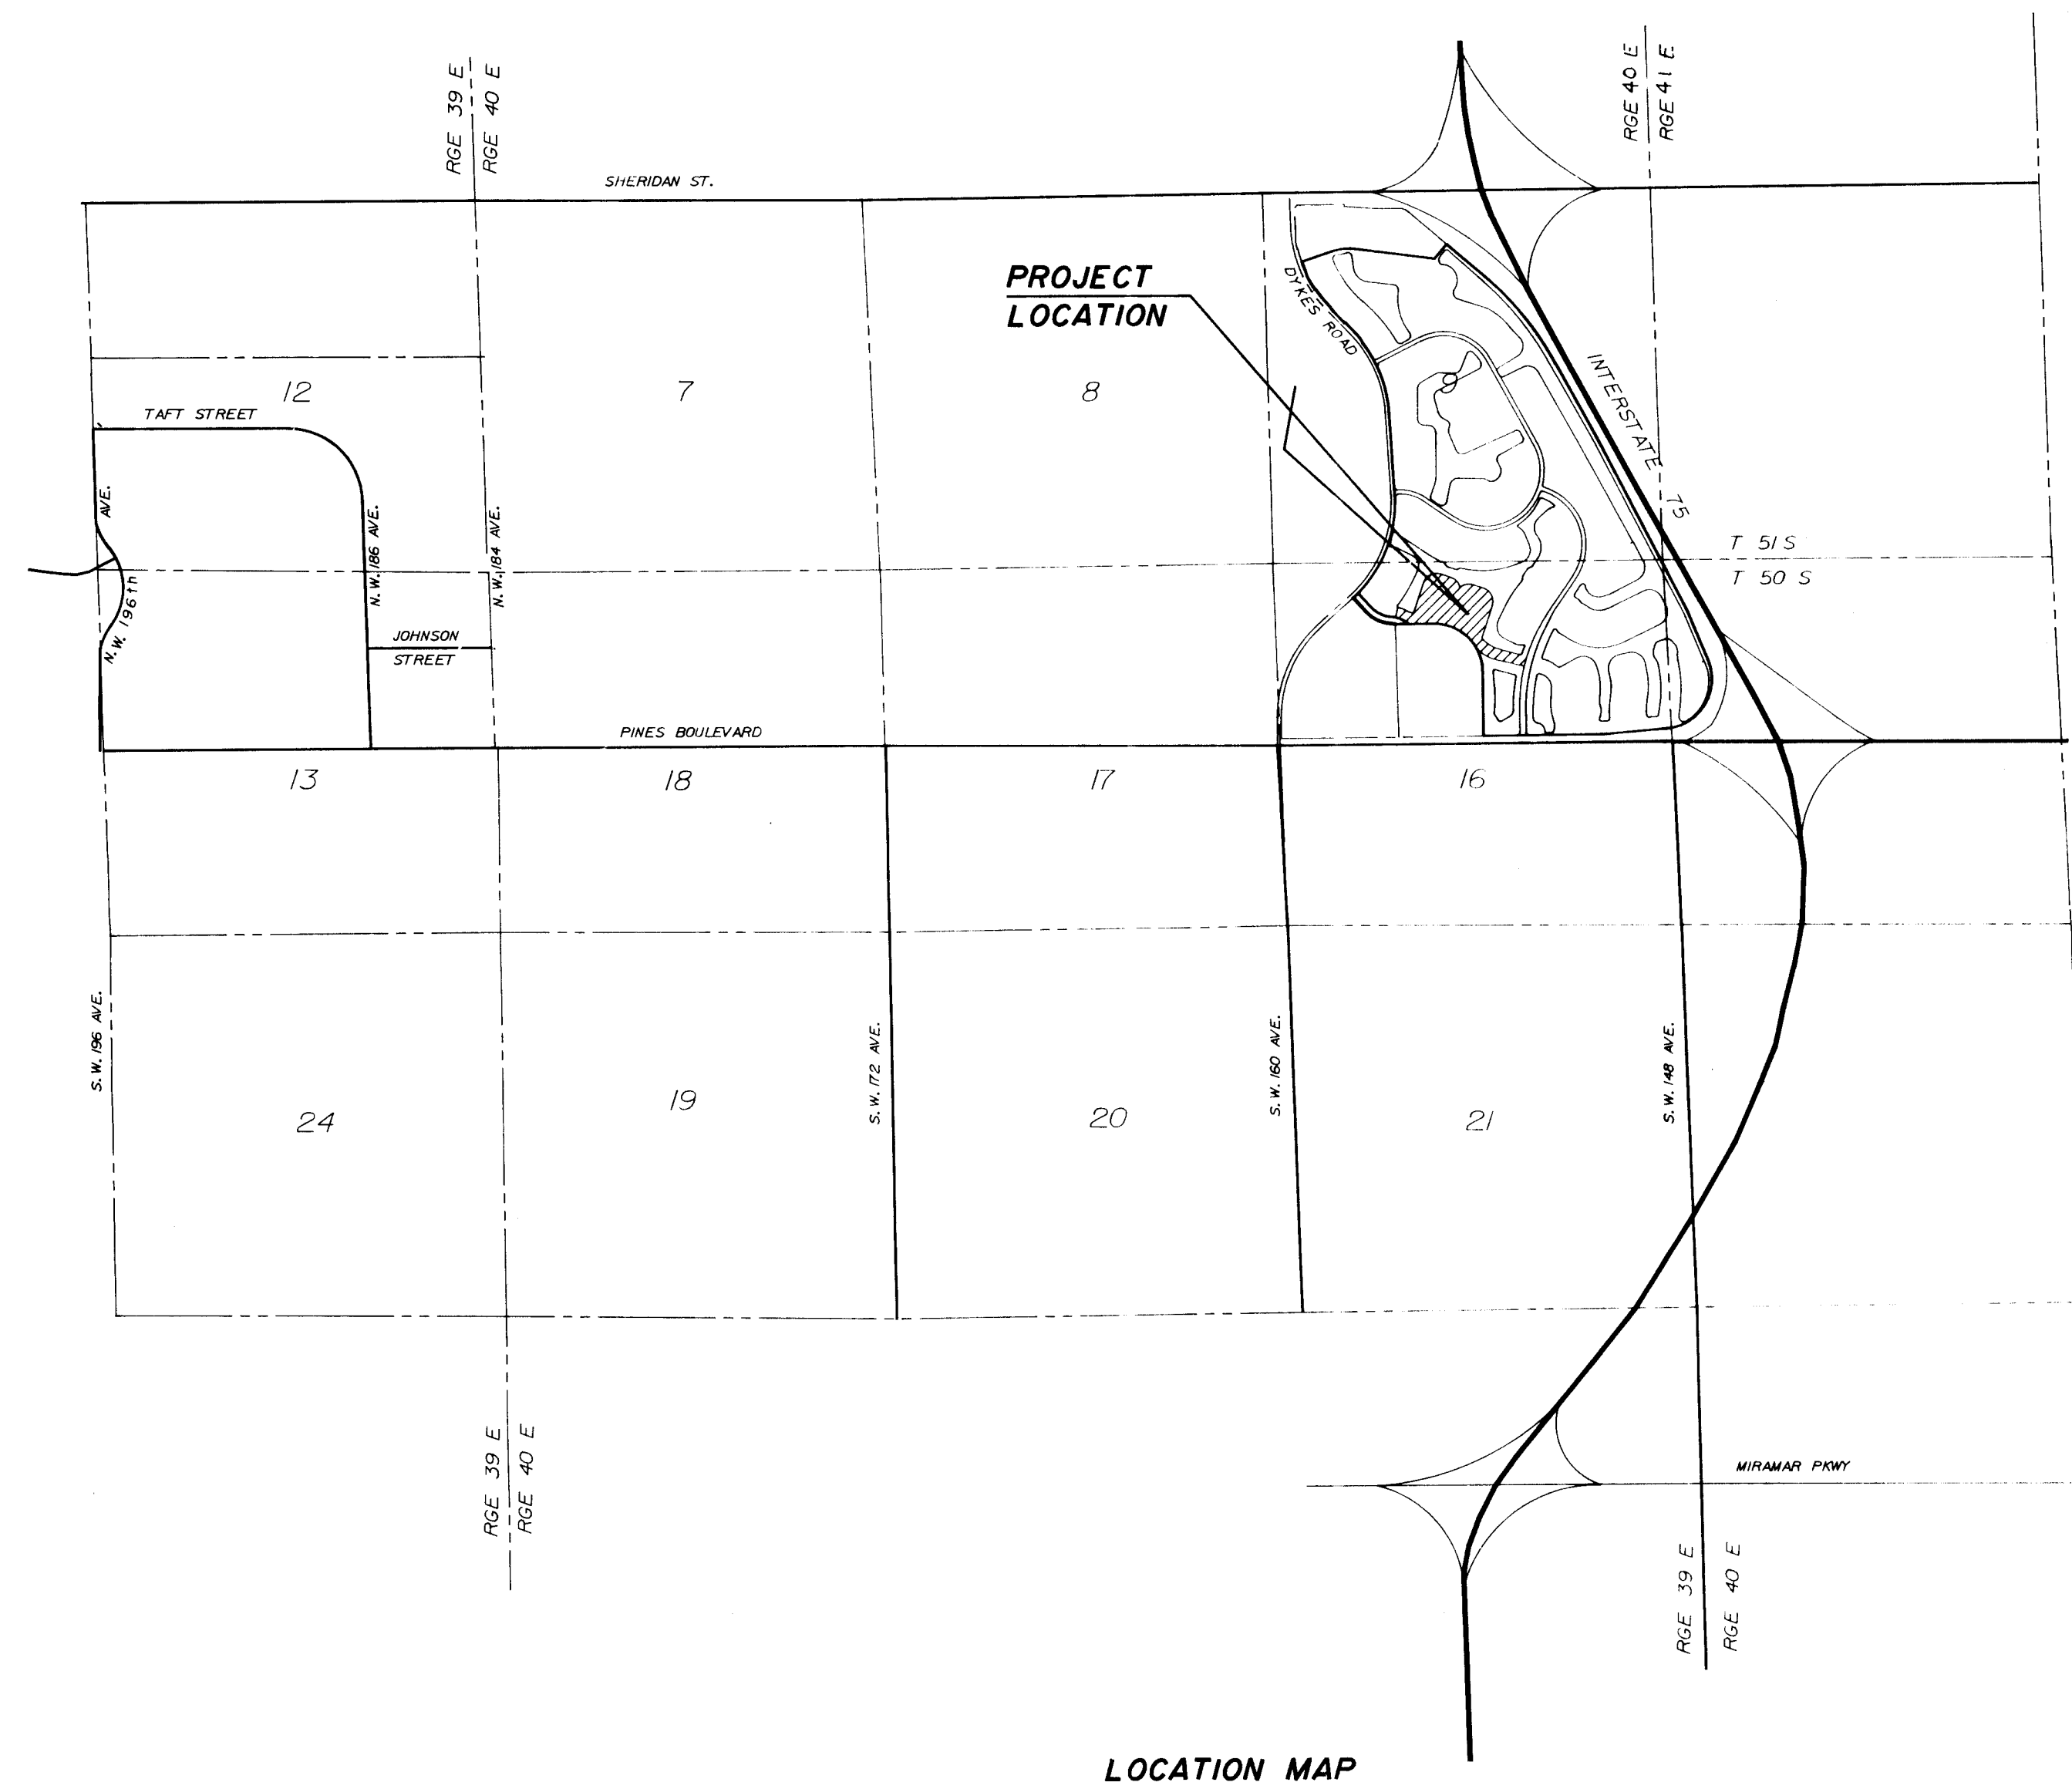 RGE 39 E
RGE 40 E
RGE 40 E
RGE 41 E
SHERIDAN ST.
PROJECT
LOCATION
DYKES ROAD
INTERSTATE 75
12
7
8
9
TAFT STREET
AVE.
N.W. 196th
N.W. 186 AVE.
N.W. 184 AVE.
T 51 S
T 50 S
JOHNSON
STREET
PINES BOULEVARD
13
18
17
16
S.W. 196 AVE.
S.W. 172 AVE.
S.W. 160 AVE.
S.W. 148 AVE.
24
19
20
21
RGE 39 E
RGE 40 E
MIRAMAR PKWY
RGE 39 E
RGE 40 E
LOCATION MAP